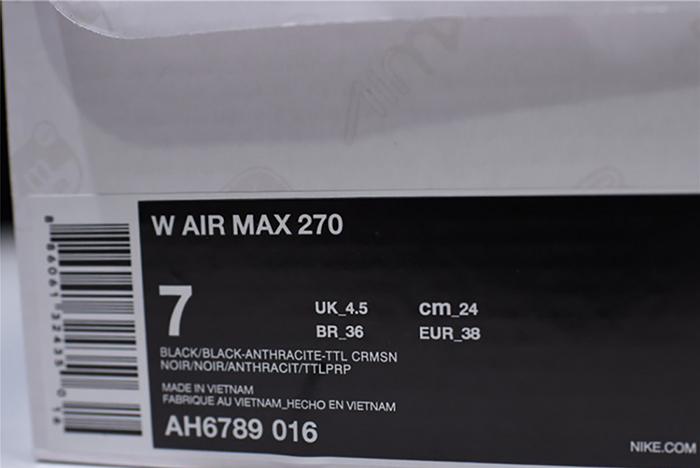 W AIR MAX 270
7
UK_4.5 cm_24
BR_36 EUR_38
BLACK/BLACK-ANTHRACITE-TTL CRMSN
NOIR/NOIR/ANTHRACIT/TTLPRP
MADE IN VIETNAM
FABRIQUE AU VIETNAM_HECHO EN VIETNAM
AH6789 016
NIKE.COM